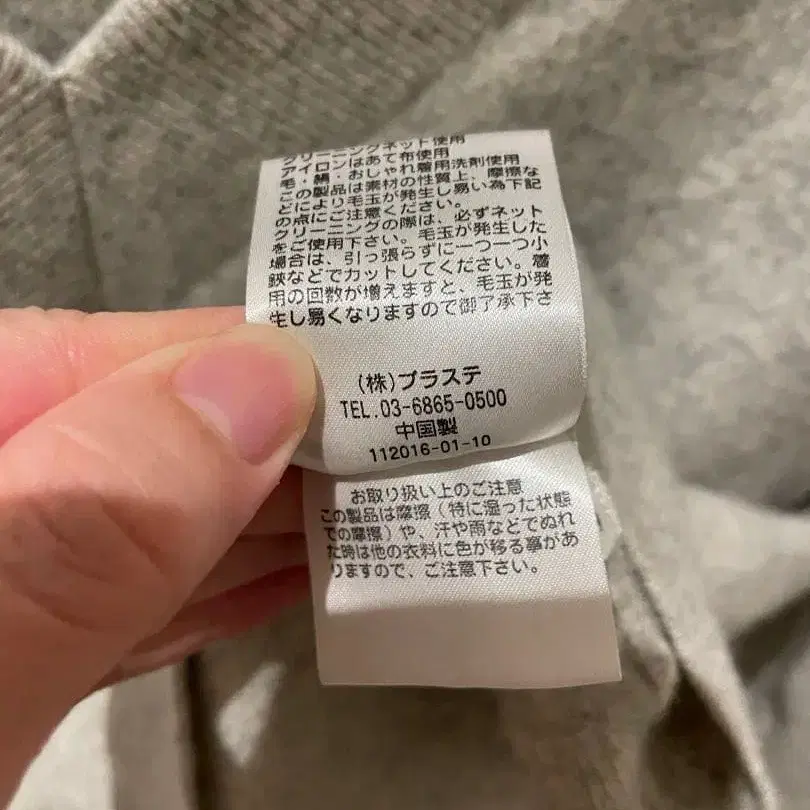 クリーニングネット使用
アイロンはあて布使用
毛・絹・おしゃれ着用洗剤使用
この製品は素材の性質上、摩擦な
どにより毛玉が発生し易い為下記
の点にご注意ください。
クリーニングの際は、必ずネット
をご使用下さい。毛玉が発生した
場合は、引っ張らずに一つ一つ小
鋏などでカットしてください。着
用の回数が増えますと、毛玉が発
生し易くなりますので御了承下さ
(株)プラステ
TEL.03-6865-0500
中国製
112016-01-10
お取り扱い上のご注意
この製品は摩擦(特に湿った状態
での摩擦)や、汗や雨などでぬれ
た時は他の衣料に色が移る事があ
りますので、ご注意下さい。